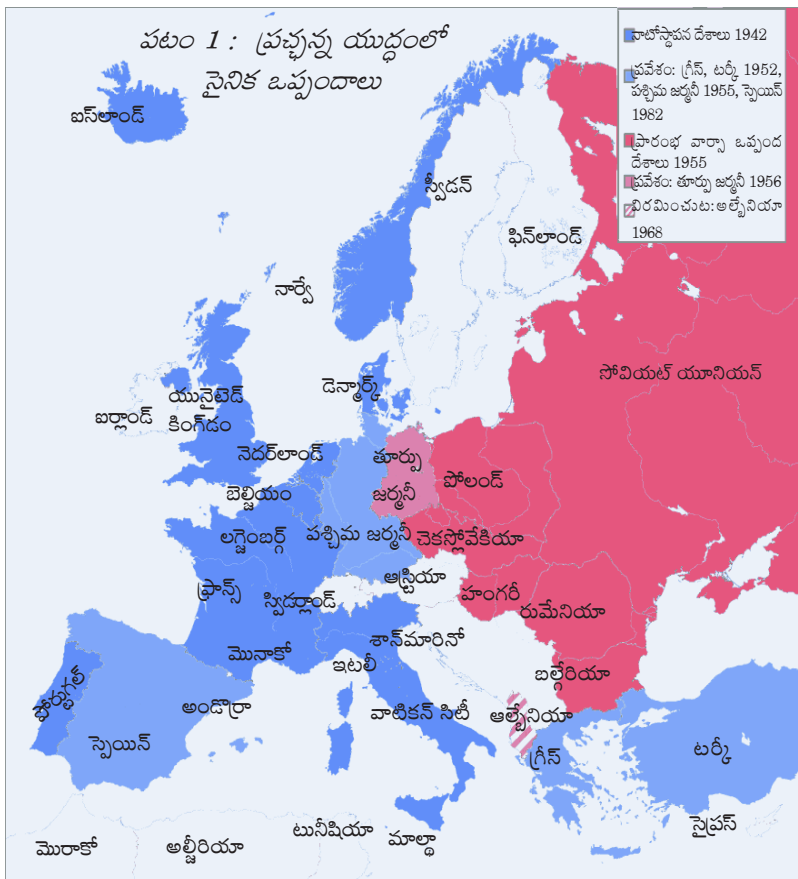 పటం 1 : ప్రచ్ఛన్న యుద్ధంలో
సైనిక ఒప్పందాలు
నాటోస్థాపన దేశాలు 1942
ప్రవేశం: గ్రీస్, టర్కీ 1952,
పశ్చిమ జర్మనీ 1955, స్పెయిన్
1982
ప్రారంభ వార్సా ఒప్పంద
దేశాలు 1955
ప్రవేశం: తూర్పు జర్మనీ 1956
విరమించుట:అల్బేనియా
1968
ఐస్‌లాండ్
స్వీడన్
ఫిన్‌లాండ్
నార్వే
సోవియట్ యూనియన్
డెన్మార్క్
యునైటెడ్
కింగ్‌డం
ఐర్లాండ్
నెదర్‌లాండ్
తూర్పు
జర్మనీ
పోలండ్
బెల్జియం
లగ్జెంబర్గ్
పశ్చిమ జర్మనీ
చెకస్లోవేకియా
ఆస్ట్రియా
ఫ్రాన్స్
స్విడర్లాండ్
హంగరీ
రుమేనియా
శాన్‌మారినో
మొనాకో
ఇటలీ
బల్గేరియా
పోర్చుగల్
అండొర్రా
వాటికన్ సిటీ
ఆల్బేనియా
స్పెయిన్
గ్రీస్
టర్కీ
సైప్రస్
టునీషియా
మాల్థా
మొరాకో
అల్జీరియా